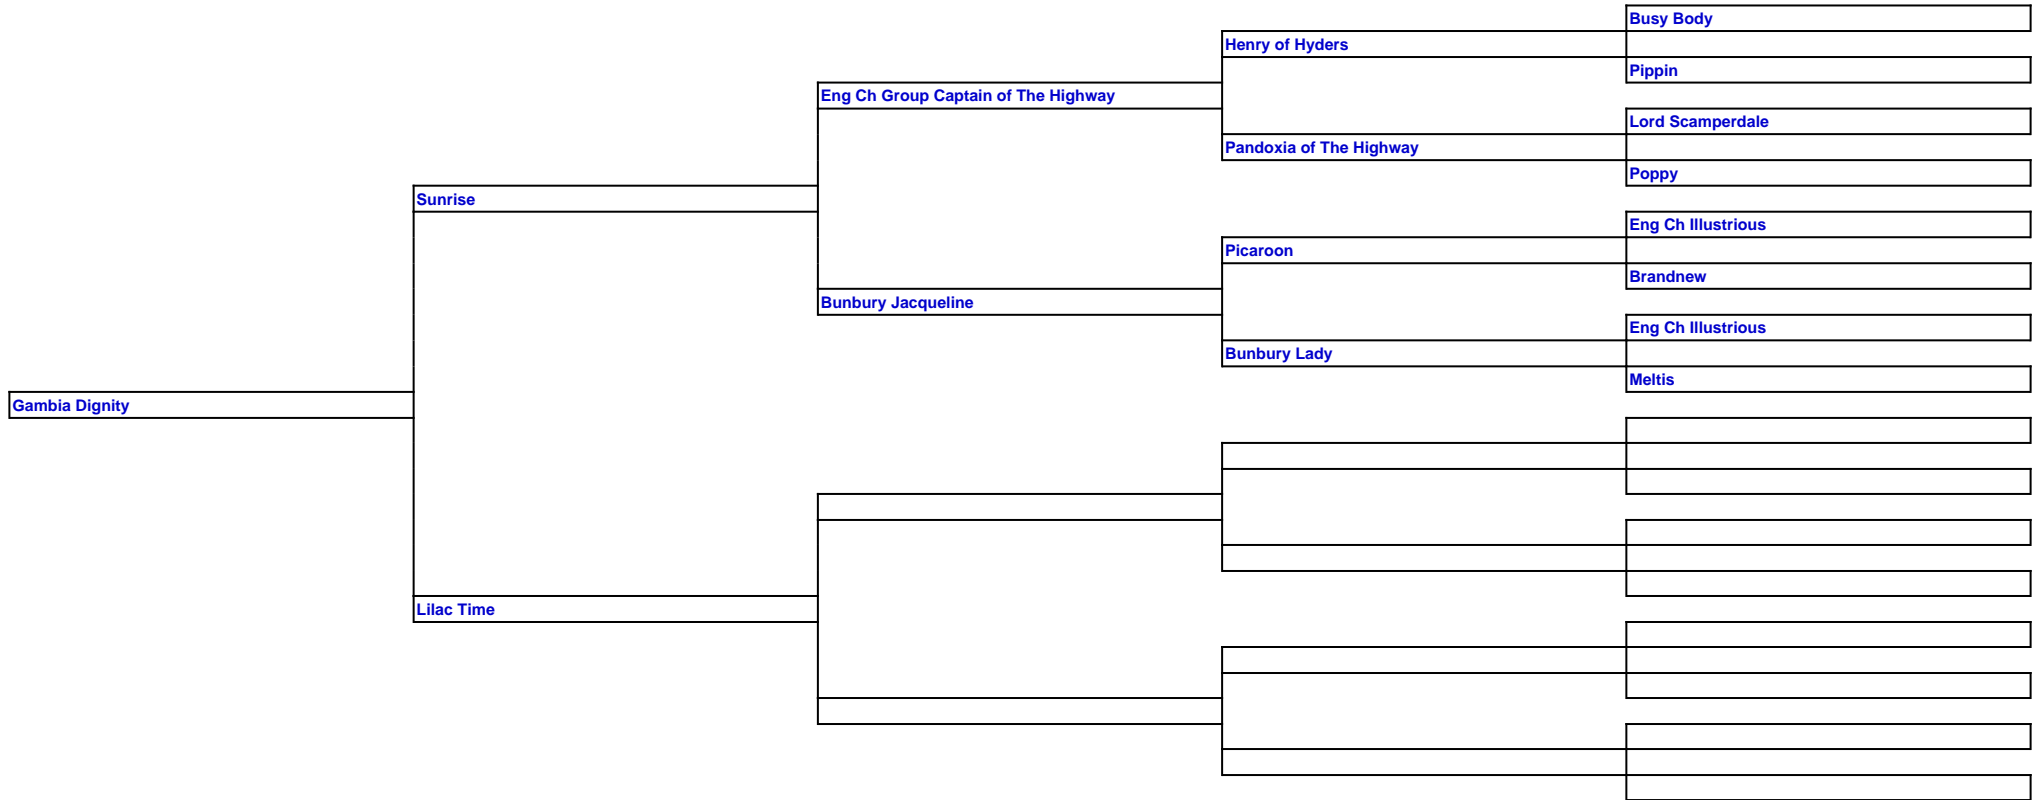 Busy Body
Henry of Hyders
Pippin
Eng Ch Group Captain of The Highway
Lord Scamperdale
Pandoxia of The Highway
Poppy
Sunrise
Eng Ch Illustrious
Picaroon
Brandnew
Bunbury Jacqueline
Eng Ch Illustrious
Bunbury Lady
Meltis
Gambia Dignity
Lilac Time